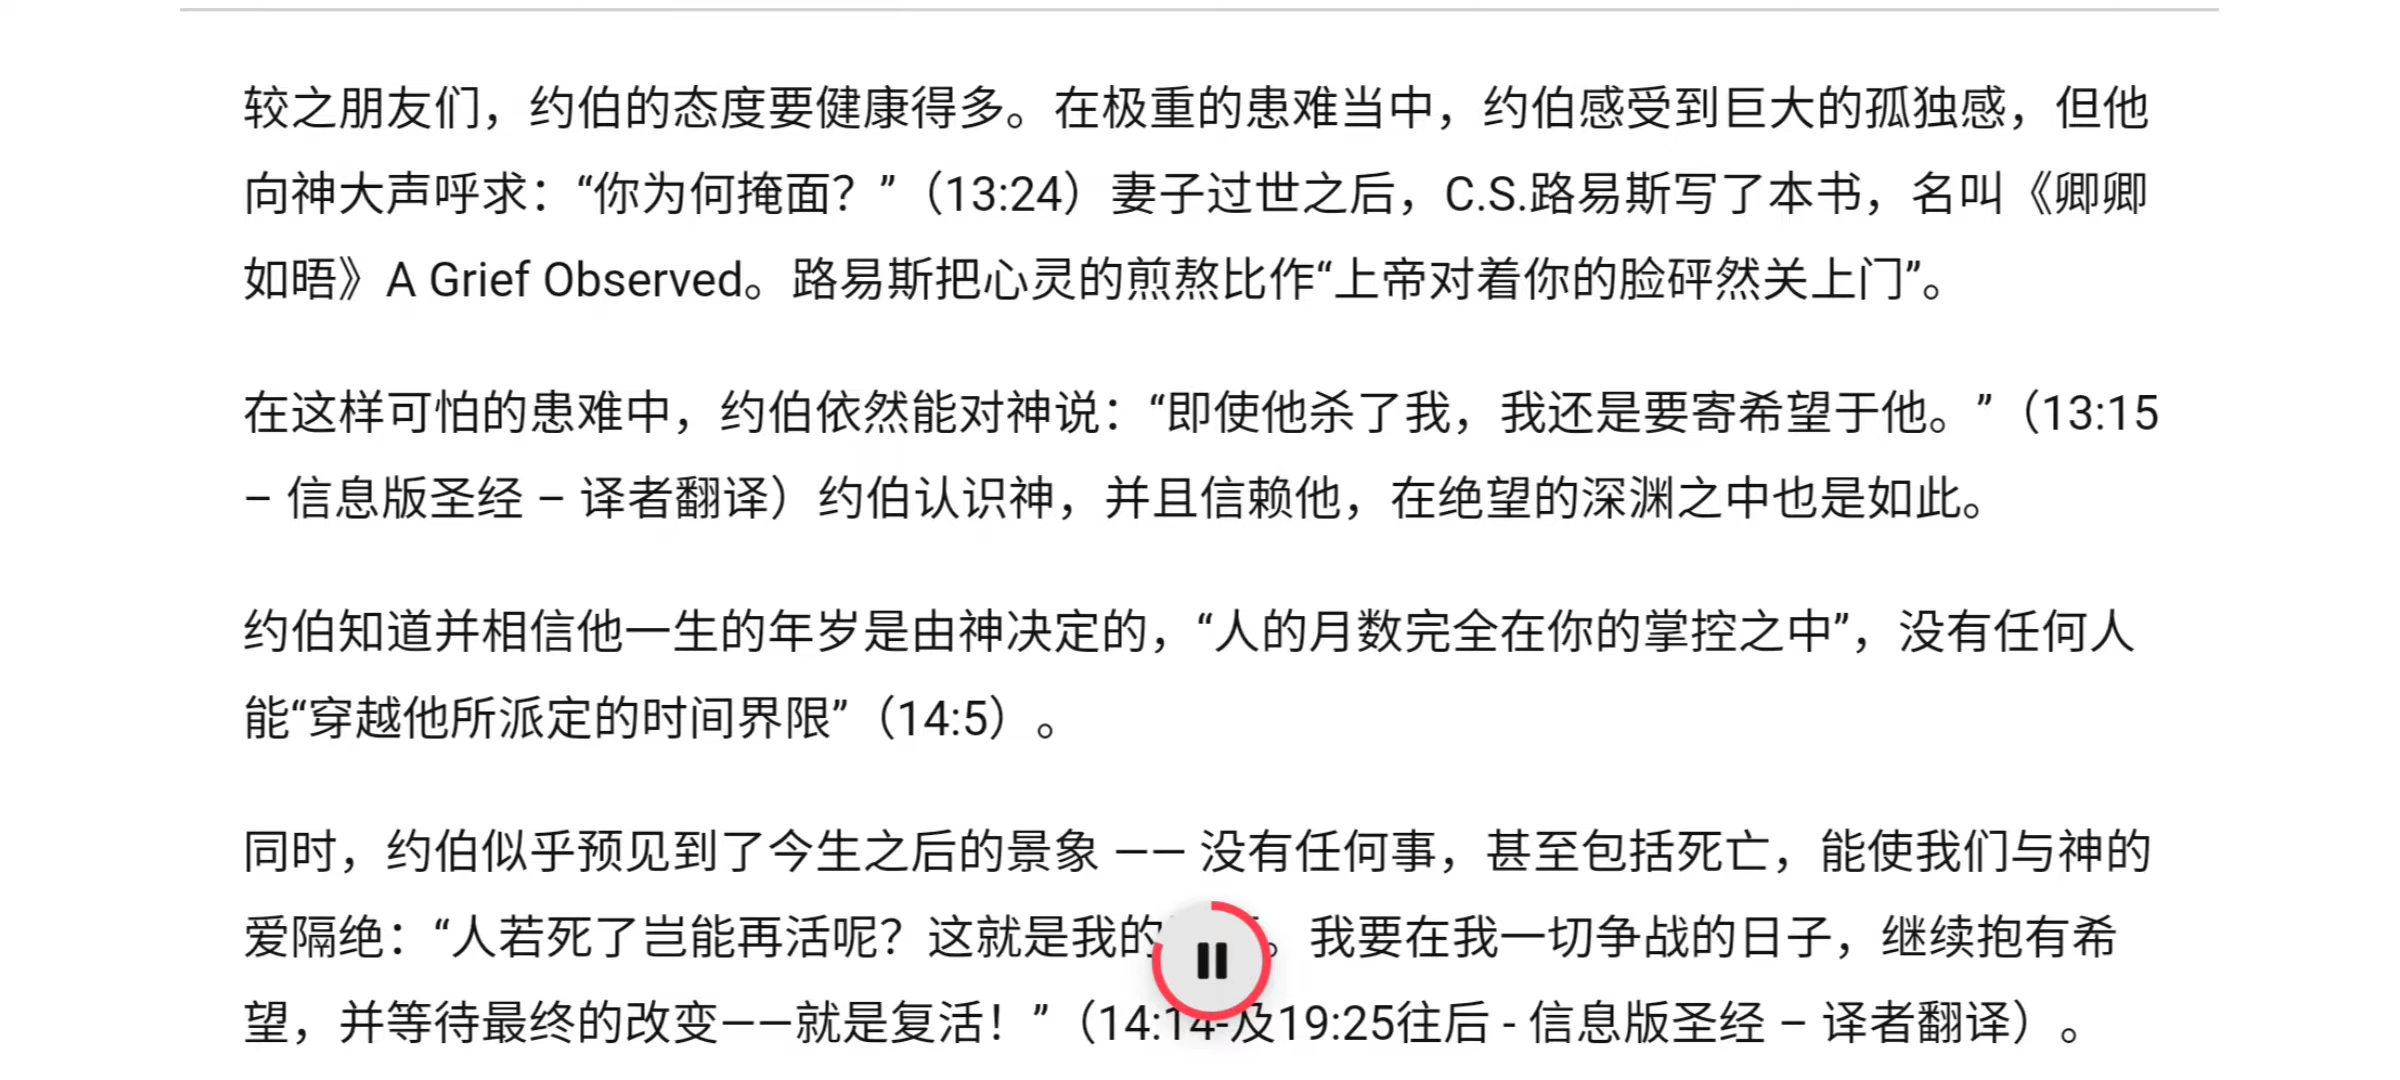 较之朋友们，约伯的态度要健康得多。在极重的患难当中，约伯感受到巨大的孤独感，但他
向神大声呼求：“你为何掩面？”（13:24）妻子过世之后，C.S.路易斯写了本书，名叫《卿卿
如晤》A Grief Observed。路易斯把心灵的煎熬比作“上帝对着你的脸砰然关上门”。
在这样可怕的患难中，约伯依然能对神说：“即使他杀了我，我还是要寄希望于他。”（13:15
– 信息版圣经 – 译者翻译）约伯认识神，并且信赖他，在绝望的深渊之中也是如此。
约伯知道并相信他一生的年岁是由神决定的，“人的月数完全在你的掌控之中”，没有任何人
能“穿越他所派定的时间界限”（14:5）。
同时，约伯似乎预见到了今生之后的景象 —— 没有任何事，甚至包括死亡，能使我们与神的
爱隔绝：“人若死了岂能再活呢？这就是我的。我要在我一切争战的日子，继续抱有希
望，并等待最终的改变——就是复活！”（14:14-及19:25往后 - 信息版圣经 – 译者翻译）。